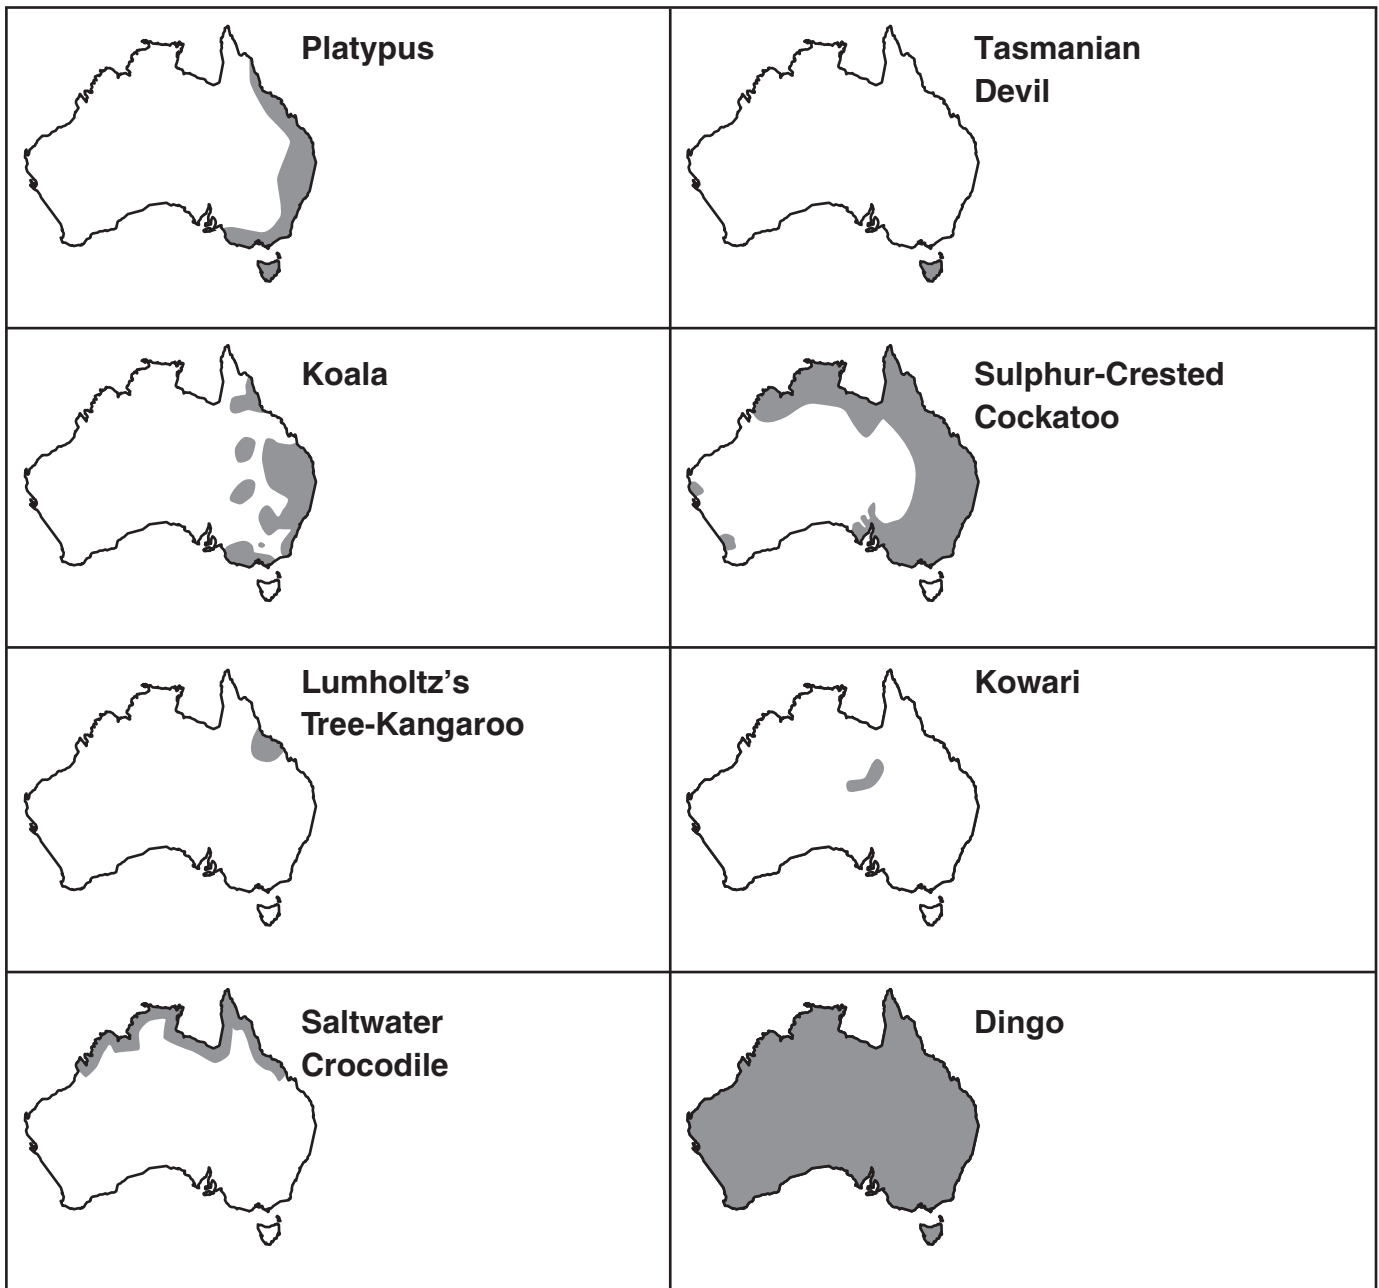 Platypus
Tasmanian
Devil
Koala
Sulphur-Crested
Cockatoo
Lumholtz’s
Tree-Kangaroo
Kowari
Saltwater
Crocodile
Dingo